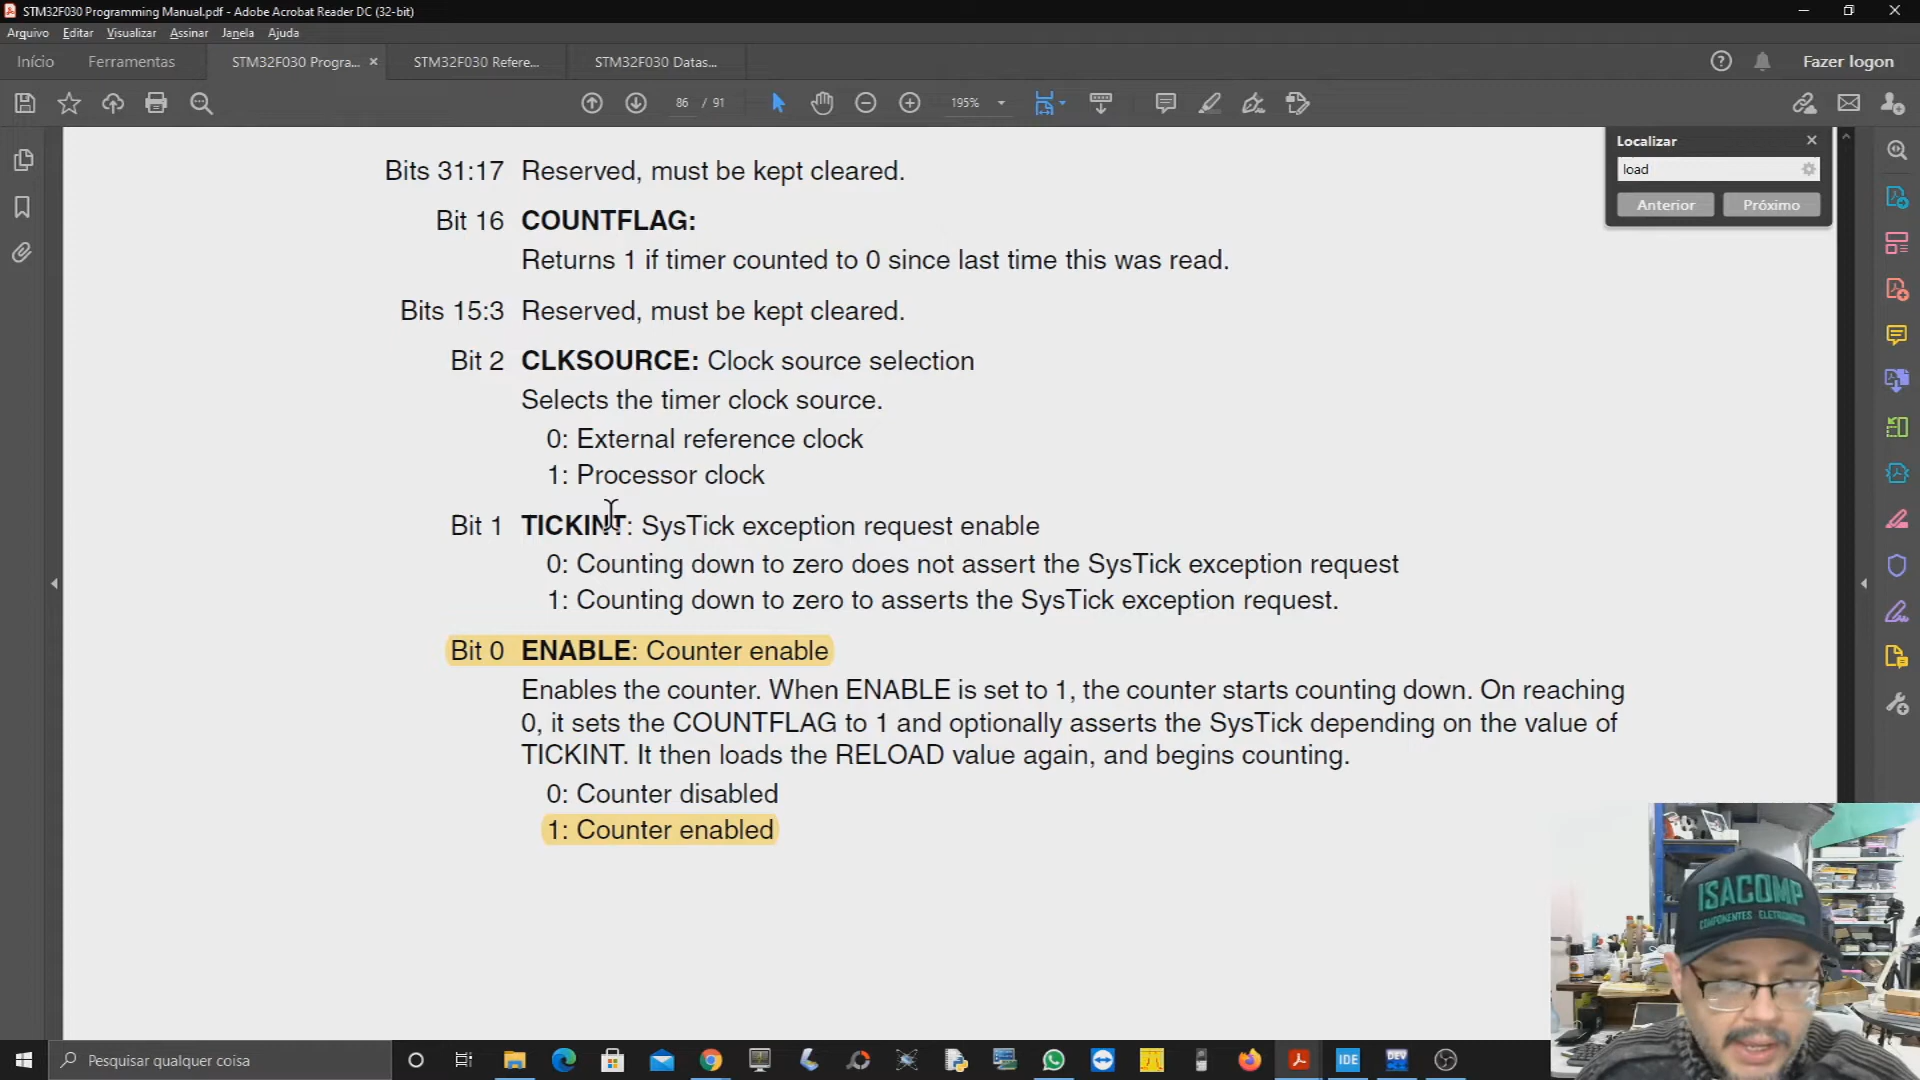 STM32F030 Programming Manual.pdf - Adobe Acrobat Reader DC (32-bit)
Arquivo Editar Visualizar Assinar Janela Ajuda
Início Ferramentas STM32F030 Progra... STM32F030 Refere... STM32F030 Datas... Fazer logon
86 / 91 195%
Localizar
load
Anterior Próximo
Bits 31:17 Reserved, must be kept cleared.
Bit 16 COUNTFLAG:
Returns 1 if timer counted to 0 since last time this was read.
Bits 15:3 Reserved, must be kept cleared.
Bit 2 CLKSOURCE: Clock source selection
Selects the timer clock source.
0: External reference clock
1: Processor clock
Bit 1 TICKINT: SysTick exception request enable
0: Counting down to zero does not assert the SysTick exception request
1: Counting down to zero to asserts the SysTick exception request.
Bit 0 ENABLE: Counter enable
Enables the counter. When ENABLE is set to 1, the counter starts counting down. On reaching
0, it sets the COUNTFLAG to 1 and optionally asserts the SysTick depending on the value of
TICKINT. It then loads the RELOAD value again, and begins counting.
0: Counter disabled
1: Counter enabled
ISACOMP
COMPONENTES ELETRONICOS
Pesquisar qualquer coisa
IDE
DEV